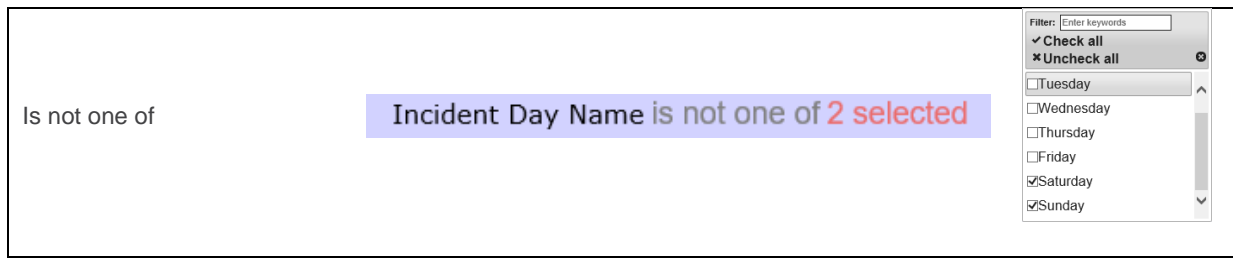 Is not one of
Incident Day Name is not one of 2 selected
Filter: Enter keywords
Check all
Uncheck all
Tuesday
Wednesday
Thursday
Friday
Saturday
Sunday